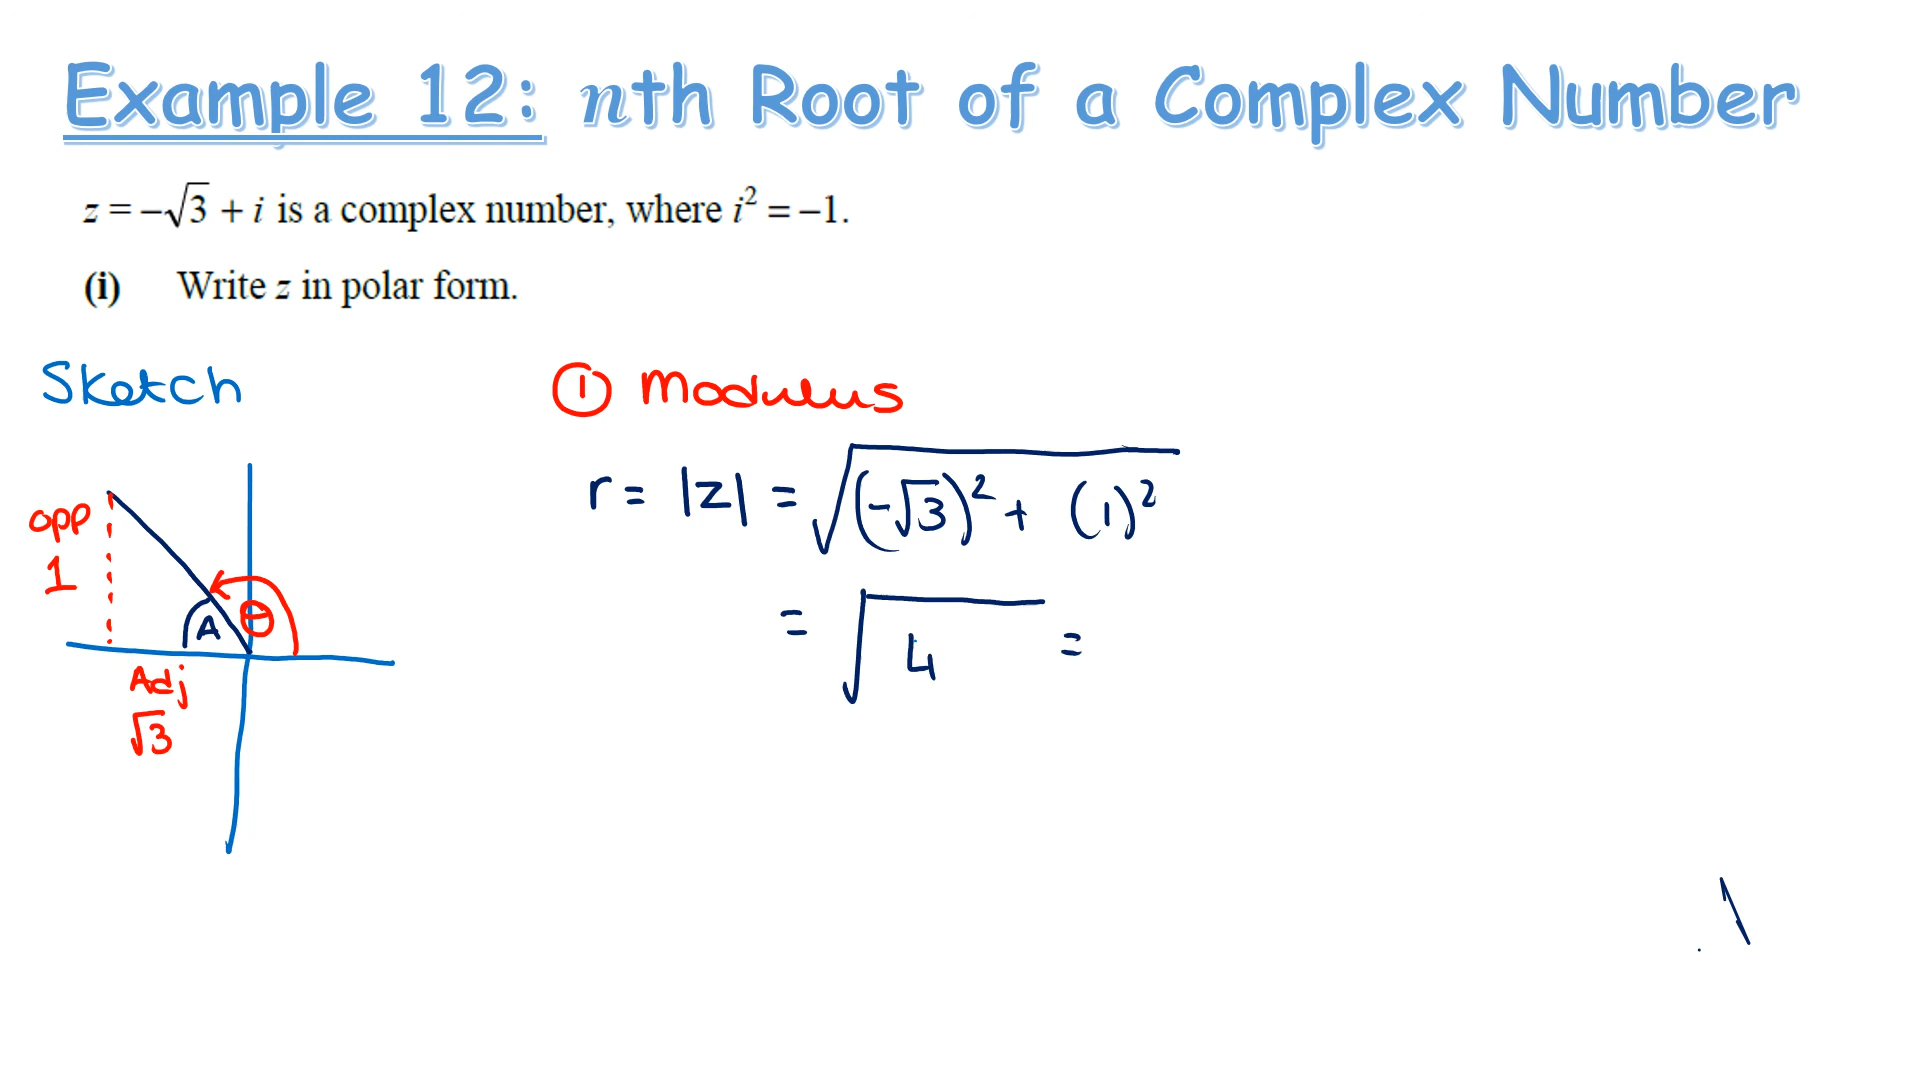 Example 12: nth Root of a Complex Number
z = −√3 + i is a complex number, where i² = −1.
(i) Write z in polar form.
Sketch
opp
1
A
θ
Adj
√3
① Modulus
r = |z| = √((-√3)² + (1)²)
= √4 =